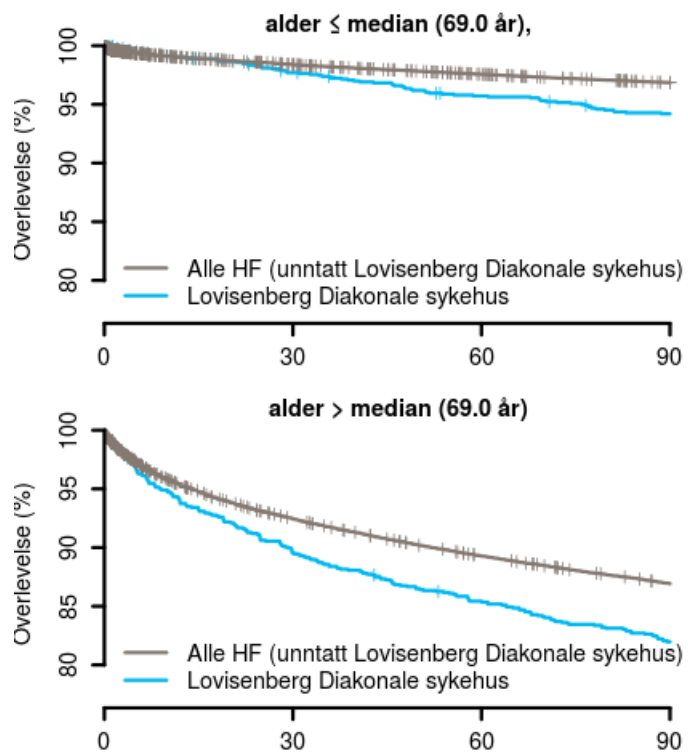 alder ≤ median (69.0 år),
Overlevelse (%)
100
95
90
85
80
Alle HF (unntatt Lovisenberg Diakonale sykehus)
Lovisenberg Diakonale sykehus
0 30 60 90
alder > median (69.0 år)
Overlevelse (%)
100
95
90
85
80
Alle HF (unntatt Lovisenberg Diakonale sykehus)
Lovisenberg Diakonale sykehus
0 30 60 90